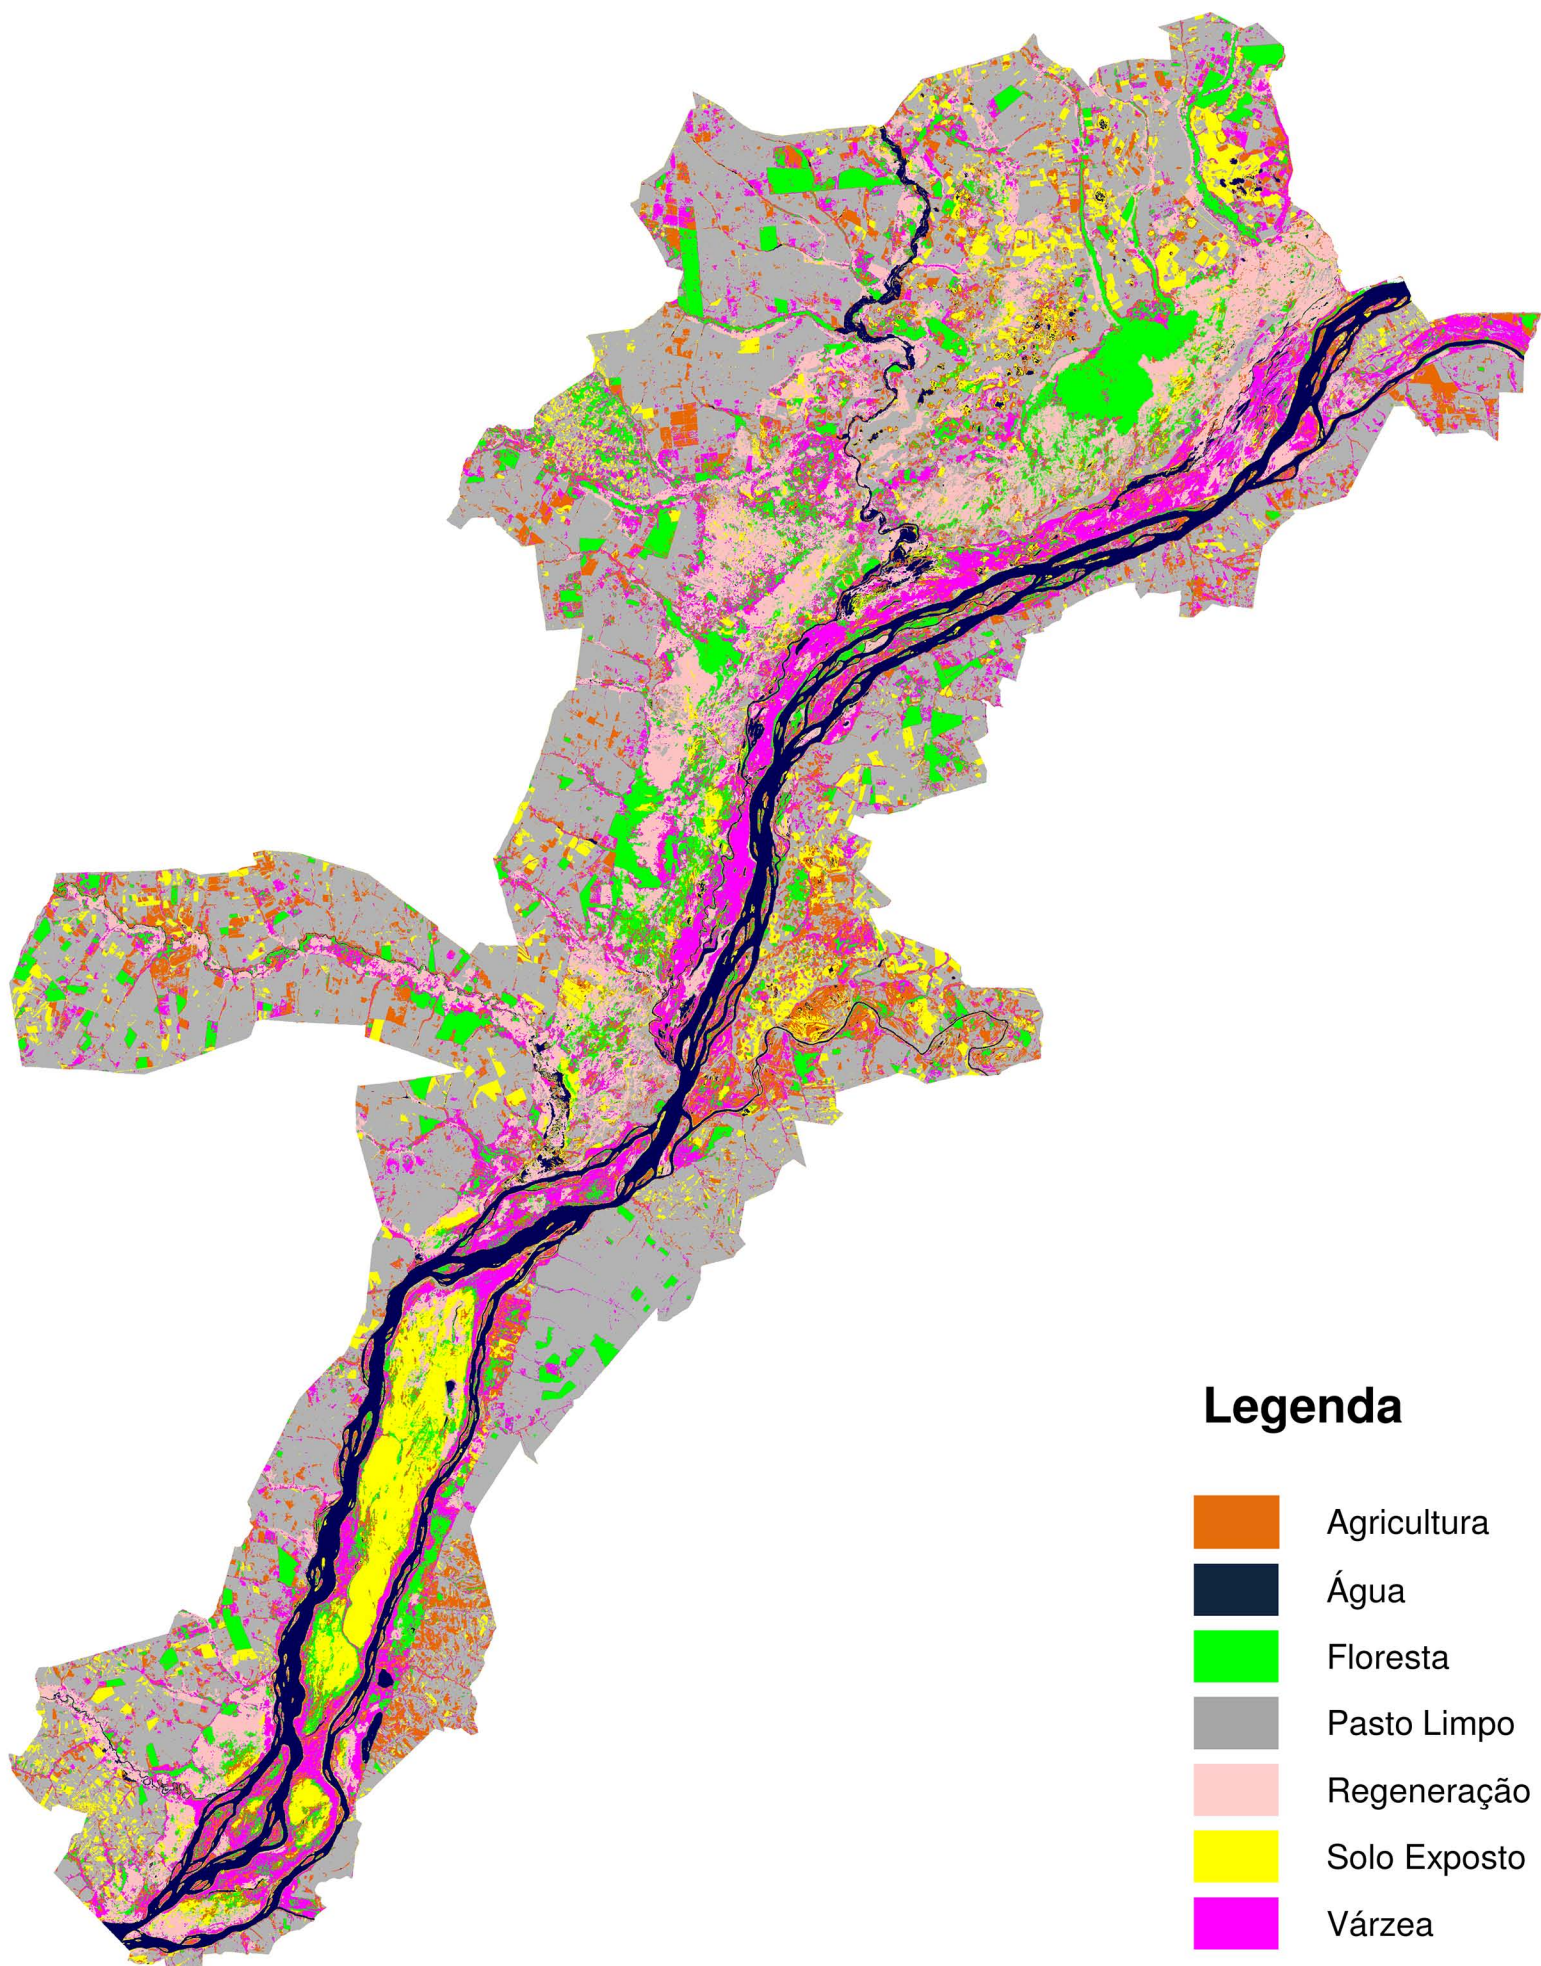 Legenda
Agricultura
Água
Floresta
Pasto Limpo
Regeneração
Solo Exposto
Várzea